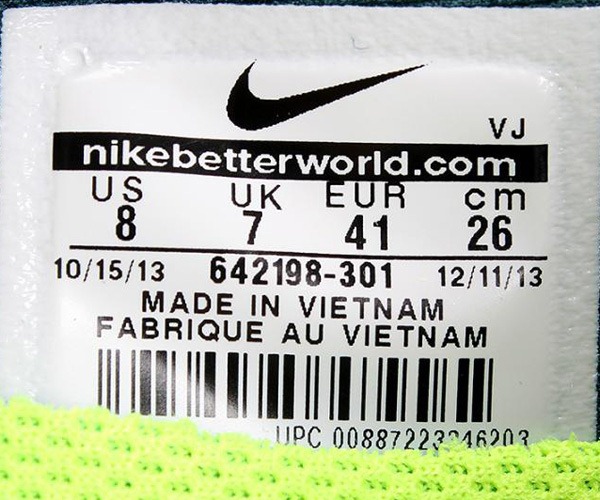 VJ
nikebetterworld.com
US UK EUR cm
8 7 41 26
10/15/13 642198-301 12/11/13
MADE IN VIETNAM
FABRIQUE AU VIETNAM
UPC